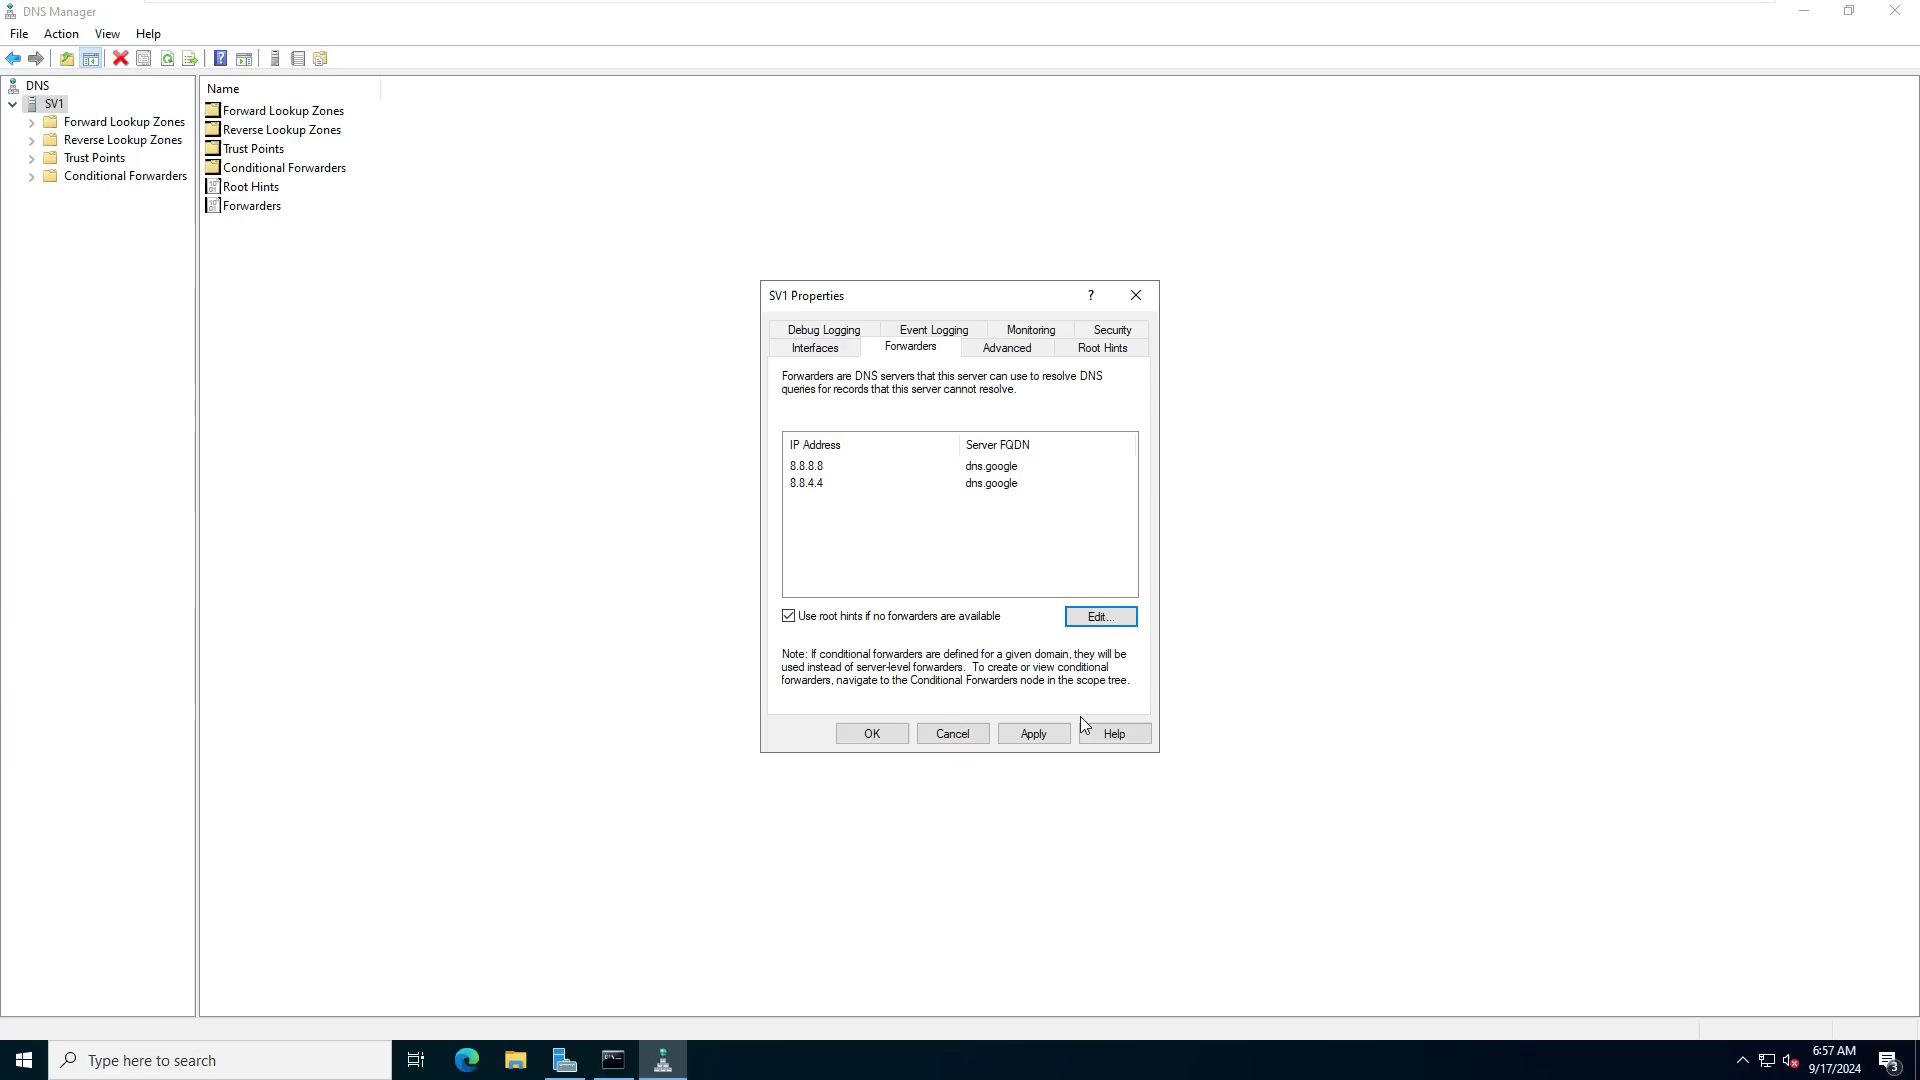 DNS Manager
File Action View Help
DNS
SV1
Forward Lookup Zones
Reverse Lookup Zones
Trust Points
Conditional Forwarders
Name
Forward Lookup Zones
Reverse Lookup Zones
Trust Points
Conditional Forwarders
Root Hints
Forwarders
SV1 Properties
?
Debug Logging Event Logging Monitoring Security
Interfaces Forwarders Advanced Root Hints
Forwarders are DNS servers that this server can use to resolve DNS
queries for records that this server cannot resolve.
IP Address Server FQDN
8.8.8.8 dns.google
8.8.4.4 dns.google
Use root hints if no forwarders are available Edit...
Note: If conditional forwarders are defined for a given domain, they will be
used instead of server-level forwarders. To create or view conditional
forwarders, navigate to the Conditional Forwarders node in the scope tree.
OK Cancel Apply Help
Type here to search
6:57 AM
9/17/2024
3